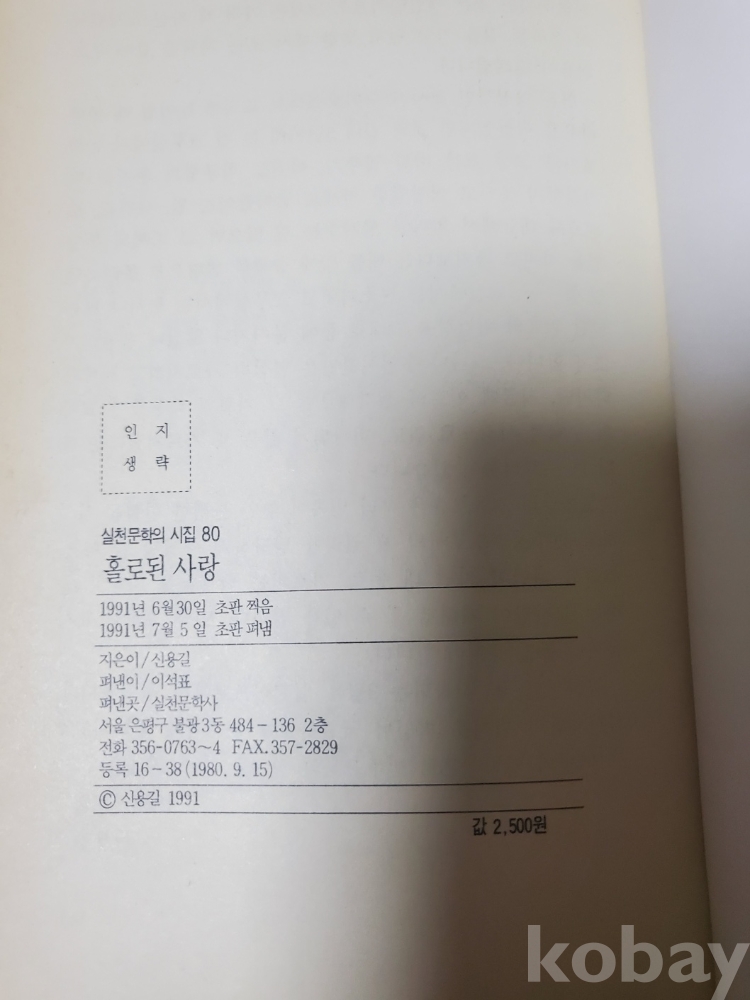 인 지
생 략
실천문학의 시집 80
홀로된 사랑
1991년 6월 30일 초판 찍음
1991년 7월 5일 초판 펴냄
지은이/신용길
펴낸이/이석표
펴낸곳/실천문학사
서울 은평구 불광3동 484-136 2층
전화 356-0763~4 FAX.357-2829
등록 16-38(1980. 9. 15)
© 신용길 1991
값 2,500원
kobay